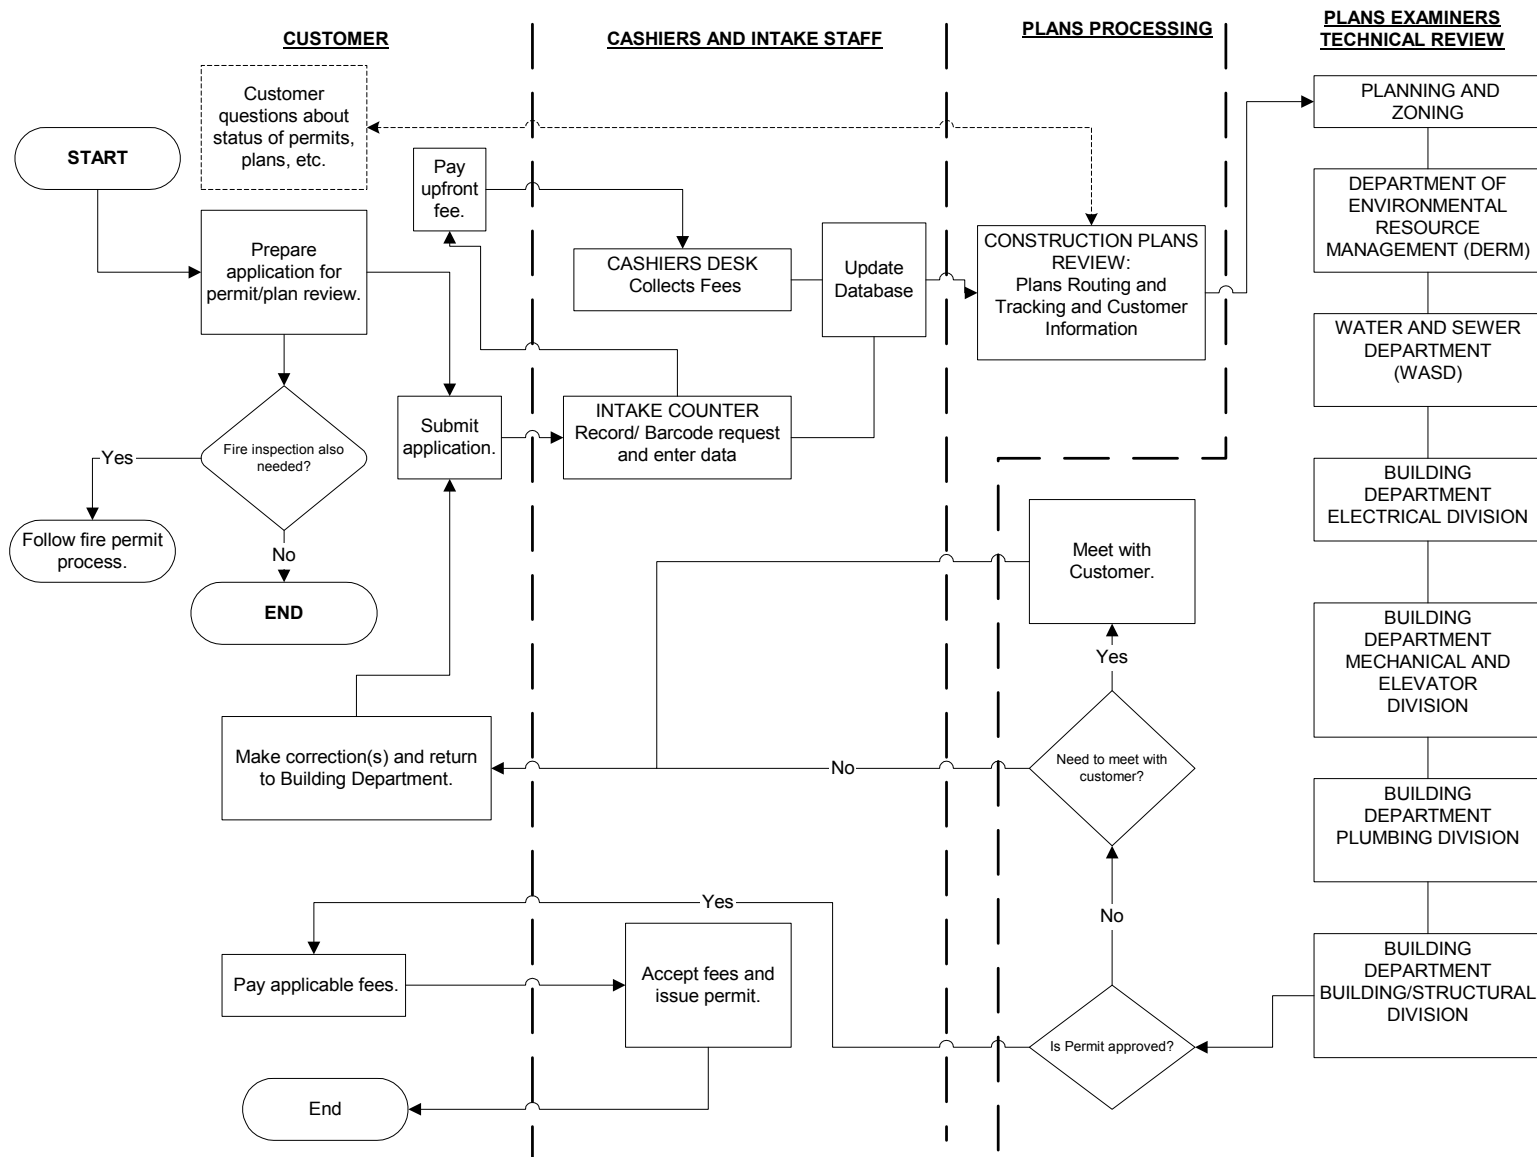 CUSTOMER
CASHIERS AND INTAKE STAFF
PLANS PROCESSING
PLANS EXAMINERS
TECHNICAL REVIEW
START
Customer
questions about
status of permits,
plans, etc.
Prepare
application for
permit/plan review.
Fire inspection also
needed?
Yes
Follow fire permit
process.
No
END
Pay
upfront
fee.
Submit
application.
CASHIERS DESK
Collects Fees
Update
Database
INTAKE COUNTER
Record/ Barcode request
and enter data
CONSTRUCTION PLANS
REVIEW:
Plans Routing and
Tracking and Customer
Information
PLANNING AND
ZONING
DEPARTMENT OF
ENVIRONMENTAL
RESOURCE
MANAGEMENT (DERM)
WATER AND SEWER
DEPARTMENT
(WASD)
BUILDING
DEPARTMENT
ELECTRICAL DIVISION
BUILDING
DEPARTMENT
MECHANICAL AND
ELEVATOR
DIVISION
BUILDING
DEPARTMENT
PLUMBING DIVISION
BUILDING
DEPARTMENT
BUILDING/STRUCTURAL
DIVISION
Is Permit approved?
No
Need to meet with
customer?
Yes
Meet with
Customer.
No
Make correction(s) and return
to Building Department.
Yes
Pay applicable fees.
Accept fees and
issue permit.
End